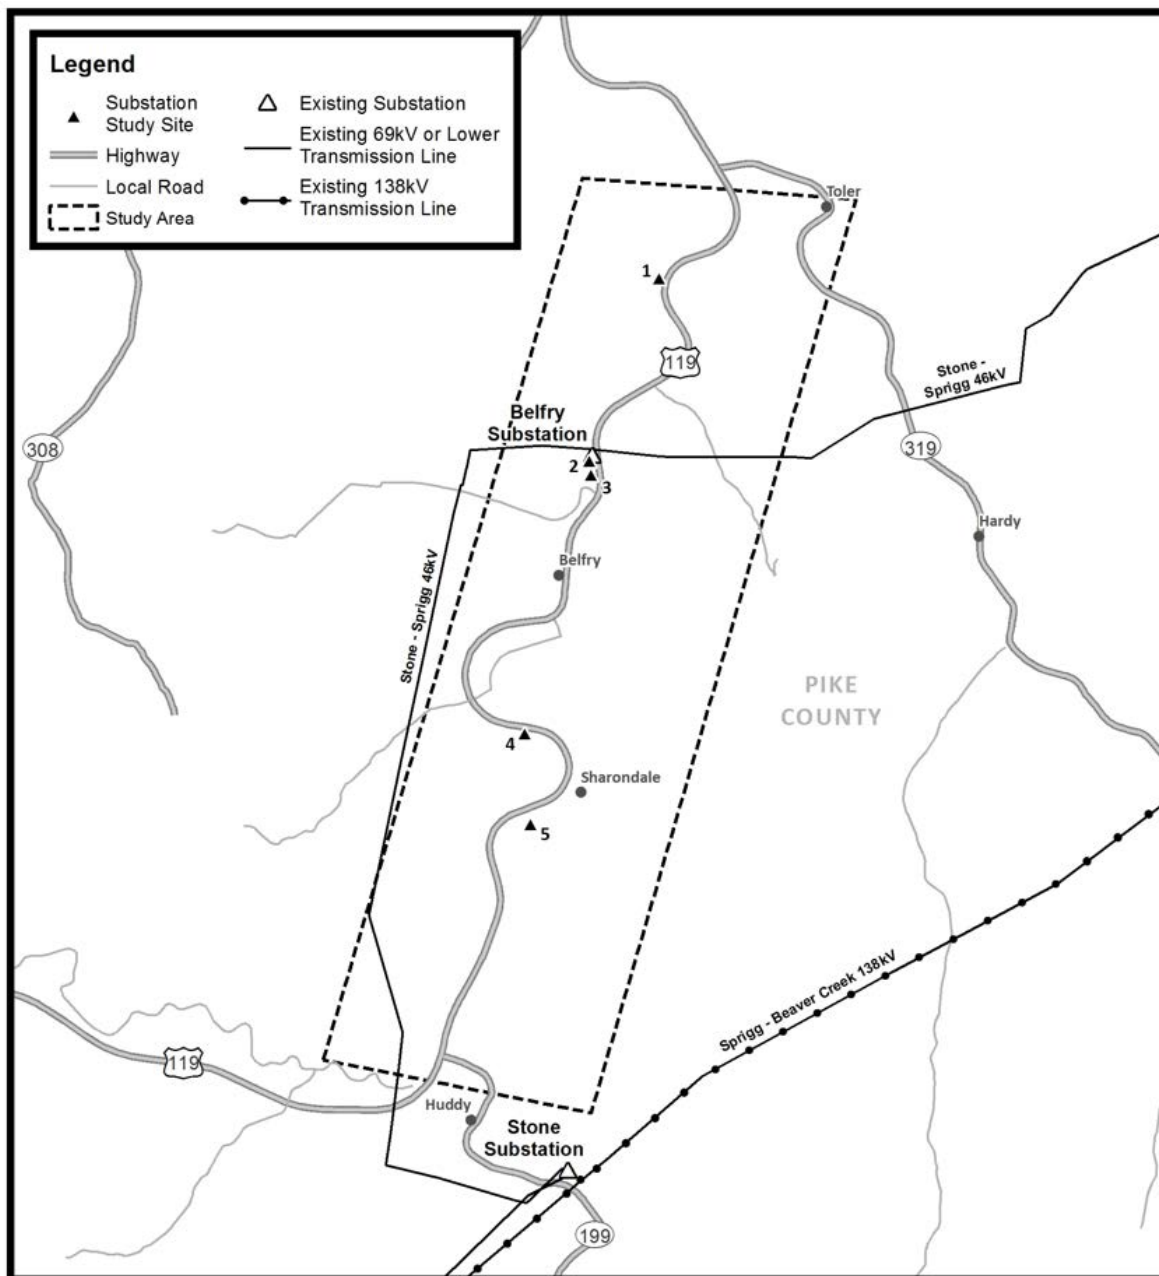 Legend
Substation
Study Site
Highway
Local Road
Study Area
Existing Substation
Existing 69kV or Lower
Transmission Line
Existing 138kV
Transmission Line
Toler
1
119
Stone -
Sprigg 46kV
Belfry
Substation
308
319
2
3
Hardy
Belfry
Stone - Sprigg 46kV
PIKE
COUNTY
4
Sharondale
5
Sprigg - Beaver Creek 138kV
119
Huddy
Stone
Substation
199